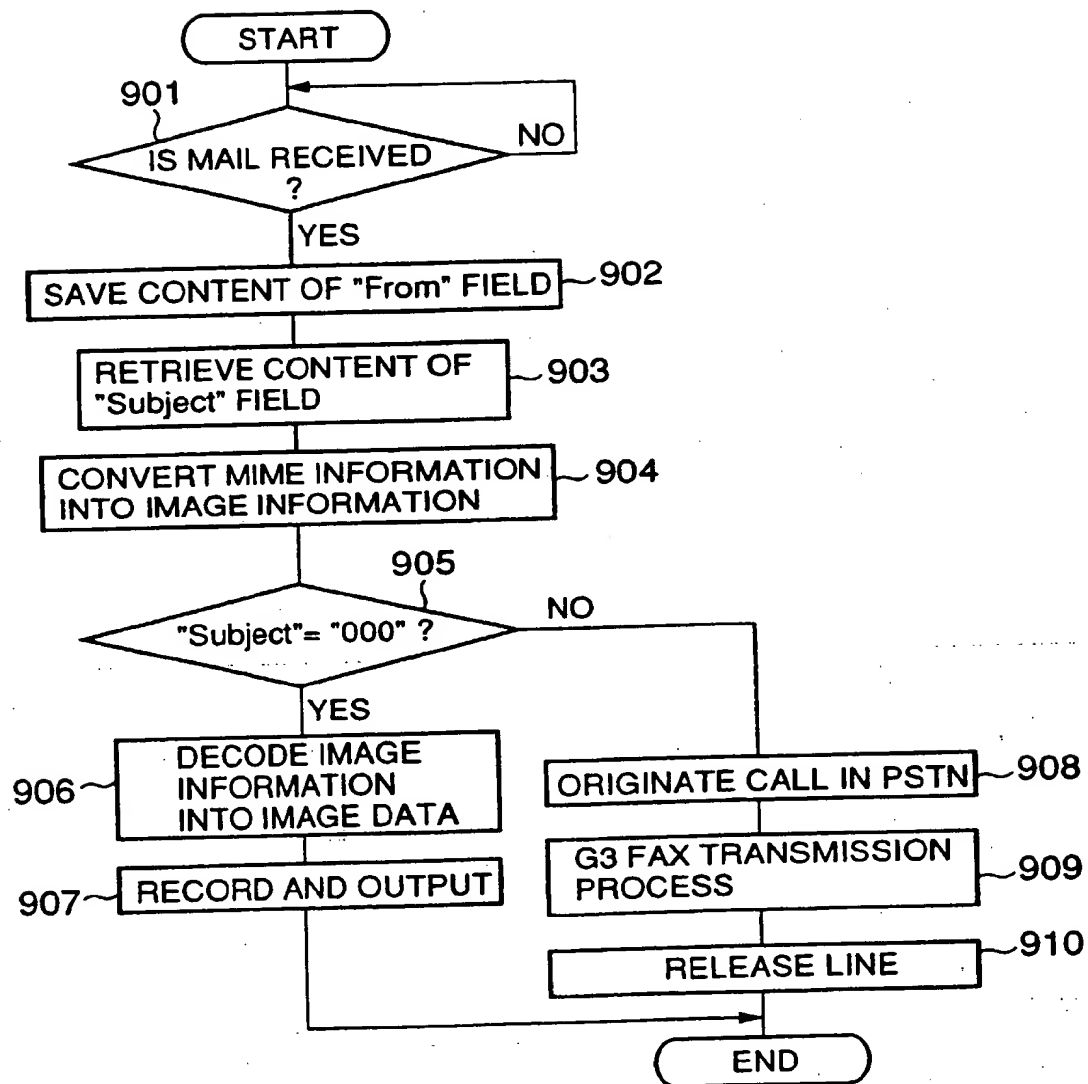 START
901
IS MAIL RECEIVED
?
NO
YES
SAVE CONTENT OF "From" FIELD
902
RETRIEVE CONTENT OF
"Subject" FIELD
903
CONVERT MIME INFORMATION
INTO IMAGE INFORMATION
904
905
"Subject"= "000" ?
NO
YES
906
DECODE IMAGE
INFORMATION
INTO IMAGE DATA
907
RECORD AND OUTPUT
ORIGINATE CALL IN PSTN
908
G3 FAX TRANSMISSION
PROCESS
909
RELEASE LINE
910
END